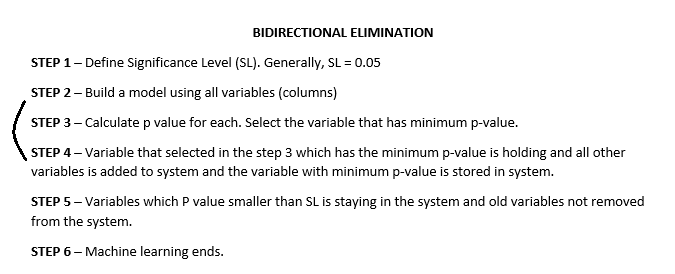 BIDIRECTIONAL ELIMINATION
STEP 1 – Define Significance Level (SL). Generally, SL = 0.05
STEP 2 – Build a model using all variables (columns)
STEP 3 – Calculate p value for each. Select the variable that has minimum p-value.
STEP 4 – Variable that selected in the step 3 which has the minimum p-value is holding and all other
variables is added to system and the variable with minimum p-value is stored in system.
STEP 5 – Variables which P value smaller than SL is staying in the system and old variables not removed
from the system.
STEP 6 – Machine learning ends.